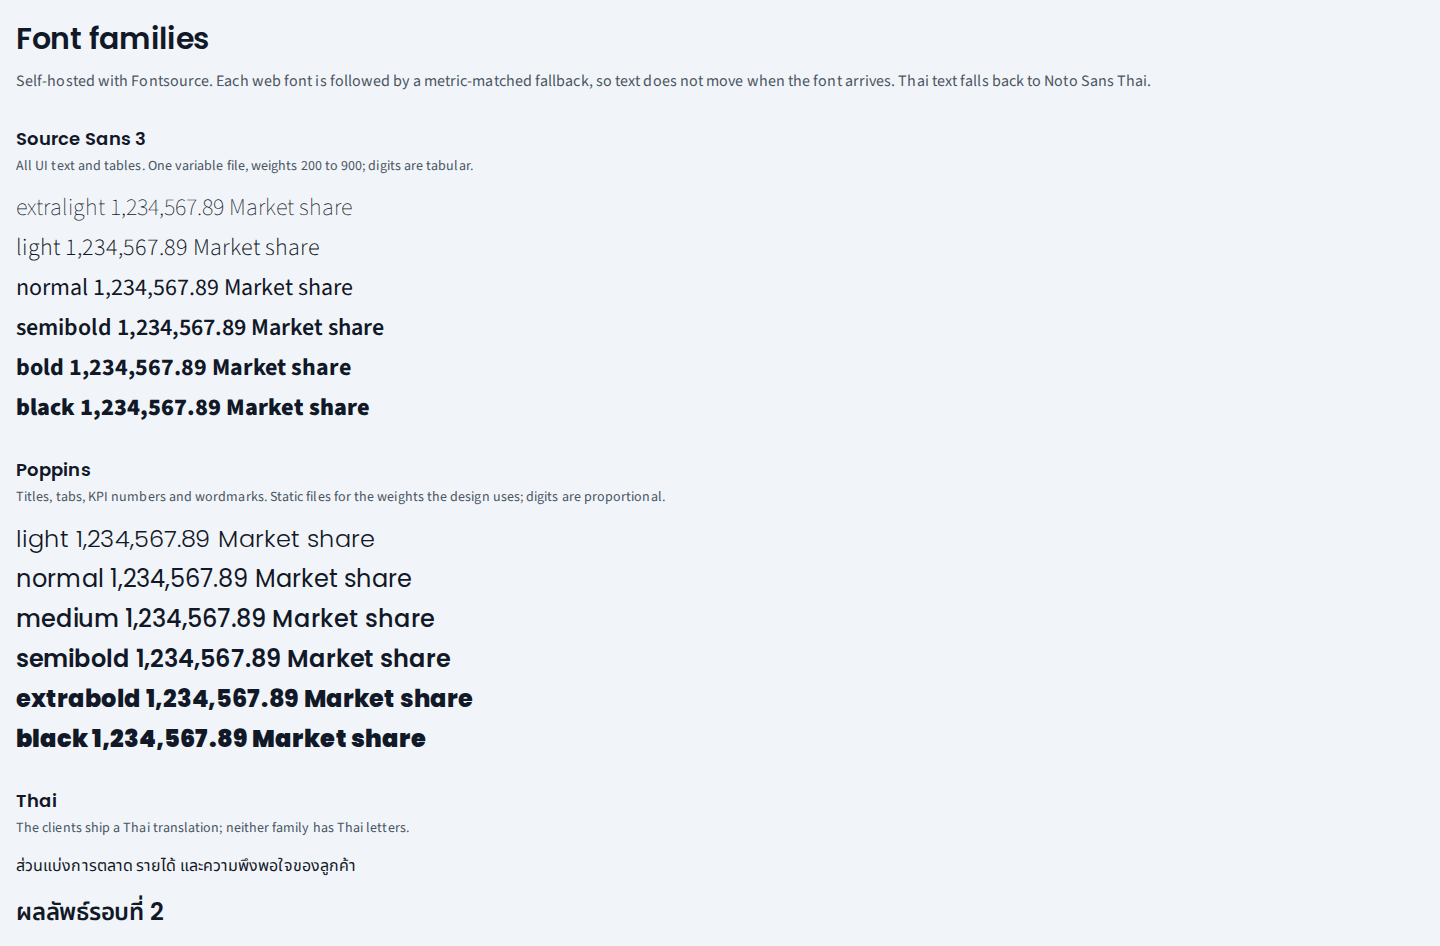 Font families
Self-hosted with Fontsource. Each web font is followed by a metric-matched fallback, so text does not move when the font arrives. Thai text falls back to Noto Sans Thai.
Source Sans 3
All UI text and tables. One variable file, weights 200 to 900; digits are tabular.
extralight 1,234,567.89 Market share
light 1,234,567.89 Market share
normal 1,234,567.89 Market share
semibold 1,234,567.89 Market share
bold 1,234,567.89 Market share
black 1,234,567.89 Market share
Poppins
Titles, tabs, KPI numbers and wordmarks. Static files for the weights the design uses; digits are proportional.
light 1,234,567.89 Market share
normal 1,234,567.89 Market share
medium 1,234,567.89 Market share
semibold 1,234,567.89 Market share
extrabold 1,234,567.89 Market share
black 1,234,567.89 Market share
Thai
The clients ship a Thai translation; neither family has Thai letters.
ส่วนแบ่งการตลาด รายได้ และความพึงพอใจของลูกค้า
ผลลัพธ์รอบที่ 2